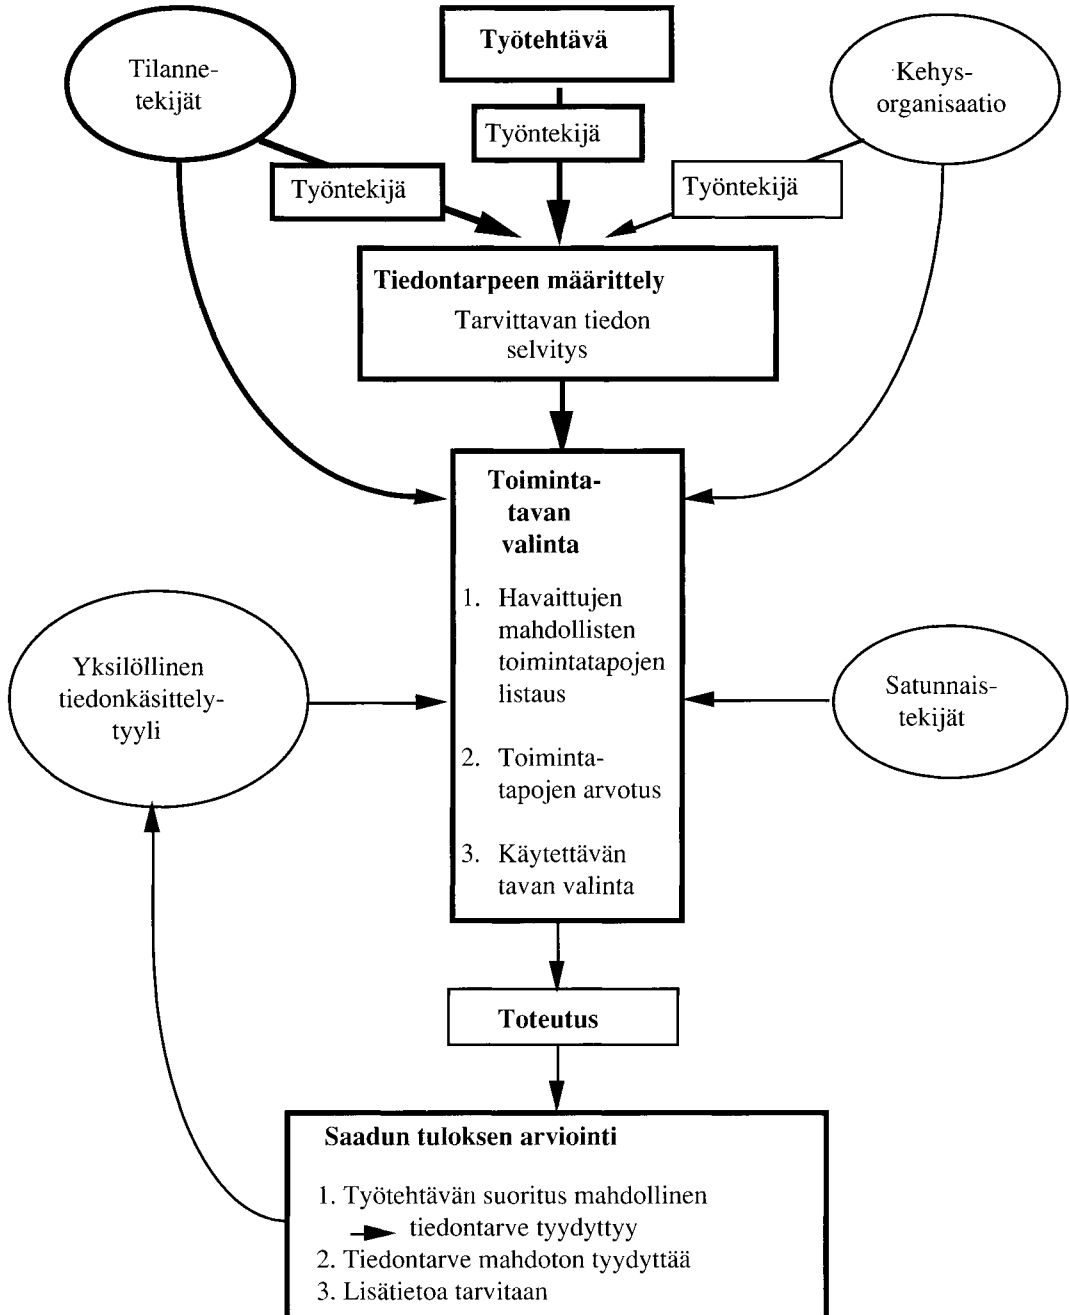 Työtehtävä
Tilanne-
tekijät
Kehys-
organisaatio
Työntekijä
Työntekijä
Työntekijä
Tiedontarpeen määrittely
Tarvittavan tiedon
selvitys
Toiminta-
tavan
valinta
1. Havaittujen
mahdollisten
toimintatapojen
listaus
2. Toiminta-
tapojen arvotus
3. Käytettävän
tavan valinta
Yksilöllinen
tiedonkäsittely-
tyyli
Satunnais-
tekijät
Toteutus
Saadun tuloksen arviointi
1. Työtehtävän suoritus mahdollinen
tiedontarve tyydyttyy
2. Tiedontarve mahdoton tyydyttää
3. Lisätietoa tarvitaan